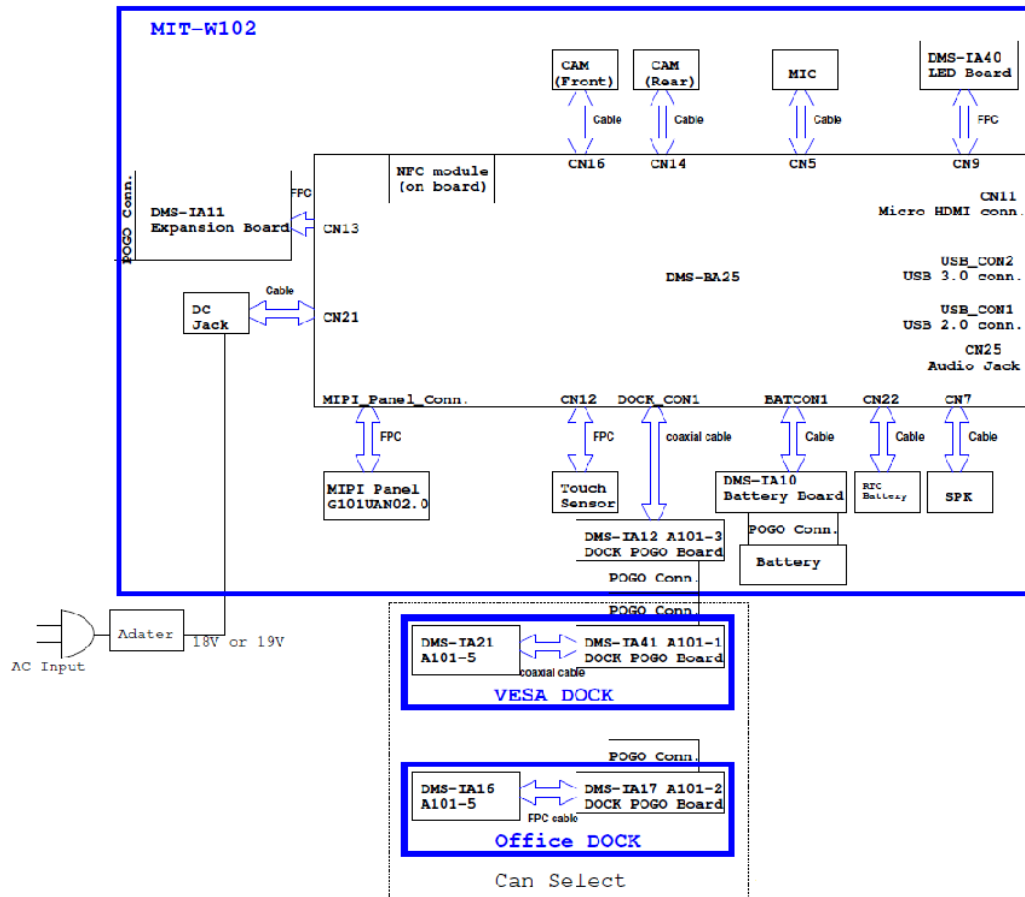 MIT-W102
CAM
(Front)
CAM
(Rear)
MIC
DMS-IA40
LED Board
Cable
Cable
Cable
FPC
CN16
CN14
CN5
CN9
NFC module
(on board)
POGO Conn.
DMS-IA11
Expansion Board
FPC
CN13
CN11
Micro HDMI conn.
DMS-BA25
USB_CON2
USB 3.0 conn.
Cable
DC
Jack
CN21
USB_CON1
USB 2.0 conn.
CN25
Audio Jack
MIPI_Panel_Conn.
CN12
DOCK_CON1
BATCON1
CN22
CN7
FPC
FPC
coaxial cable
Cable
Cable
Cable
MIPI Panel
G101UAN02.0
Touch
Sensor
DMS-IA10
Battery Board
RTC
Battery
SPK
POGO Conn.
Battery
DMS-IA12 A101-3
DOCK POGO Board
POGO Conn.
POGO Conn.
AC Input
Adater
18V or 19V
DMS-IA21
A101-5
coaxial cable
DMS-IA41 A101-1
DOCK POGO Board
VESA DOCK
POGO Conn.
DMS-IA16
A101-5
FPC cable
DMS-IA17 A101-2
DOCK POGO Board
Office DOCK
Can Select